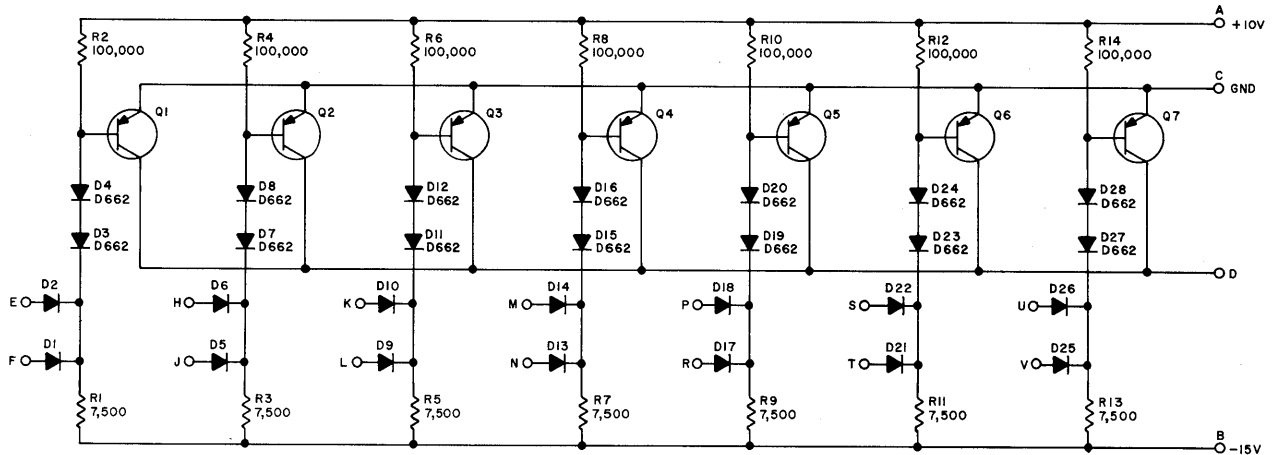 A
+10V
R2
100,000
R4
100,000
R6
100,000
R8
100,000
R10
100,000
R12
100,000
R14
100,000
C
GND
Q1
Q2
Q3
Q4
Q5
Q6
Q7
D4
D662
D8
D662
D12
D662
D16
D662
D20
D662
D24
D662
D28
D662
D3
D662
D7
D662
D11
D662
D15
D662
D19
D662
D23
D662
D27
D662
D
E
D2
H
D6
K
D10
M
D14
P
D18
S
D22
U
D26
F
D1
J
D5
L
D9
N
D13
R
D17
T
D21
V
D25
R1
7,500
R3
7,500
R5
7,500
R7
7,500
R9
7,500
R11
7,500
R13
7,500
B
-15V